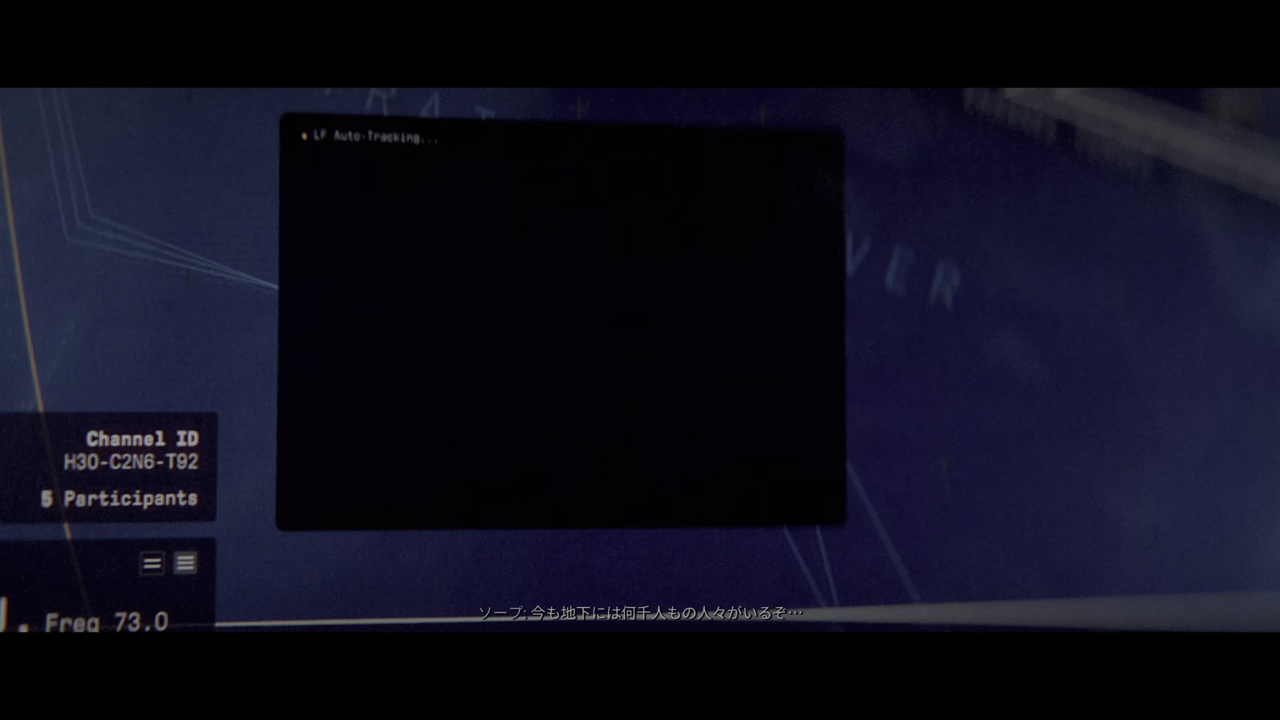 LF Auto-Tracking...
VER
Channel ID
H30-C2N6-T92
5 Participants
Freq 73.0
ソープ: 今も地下には何千人もの人々がいるぞ…